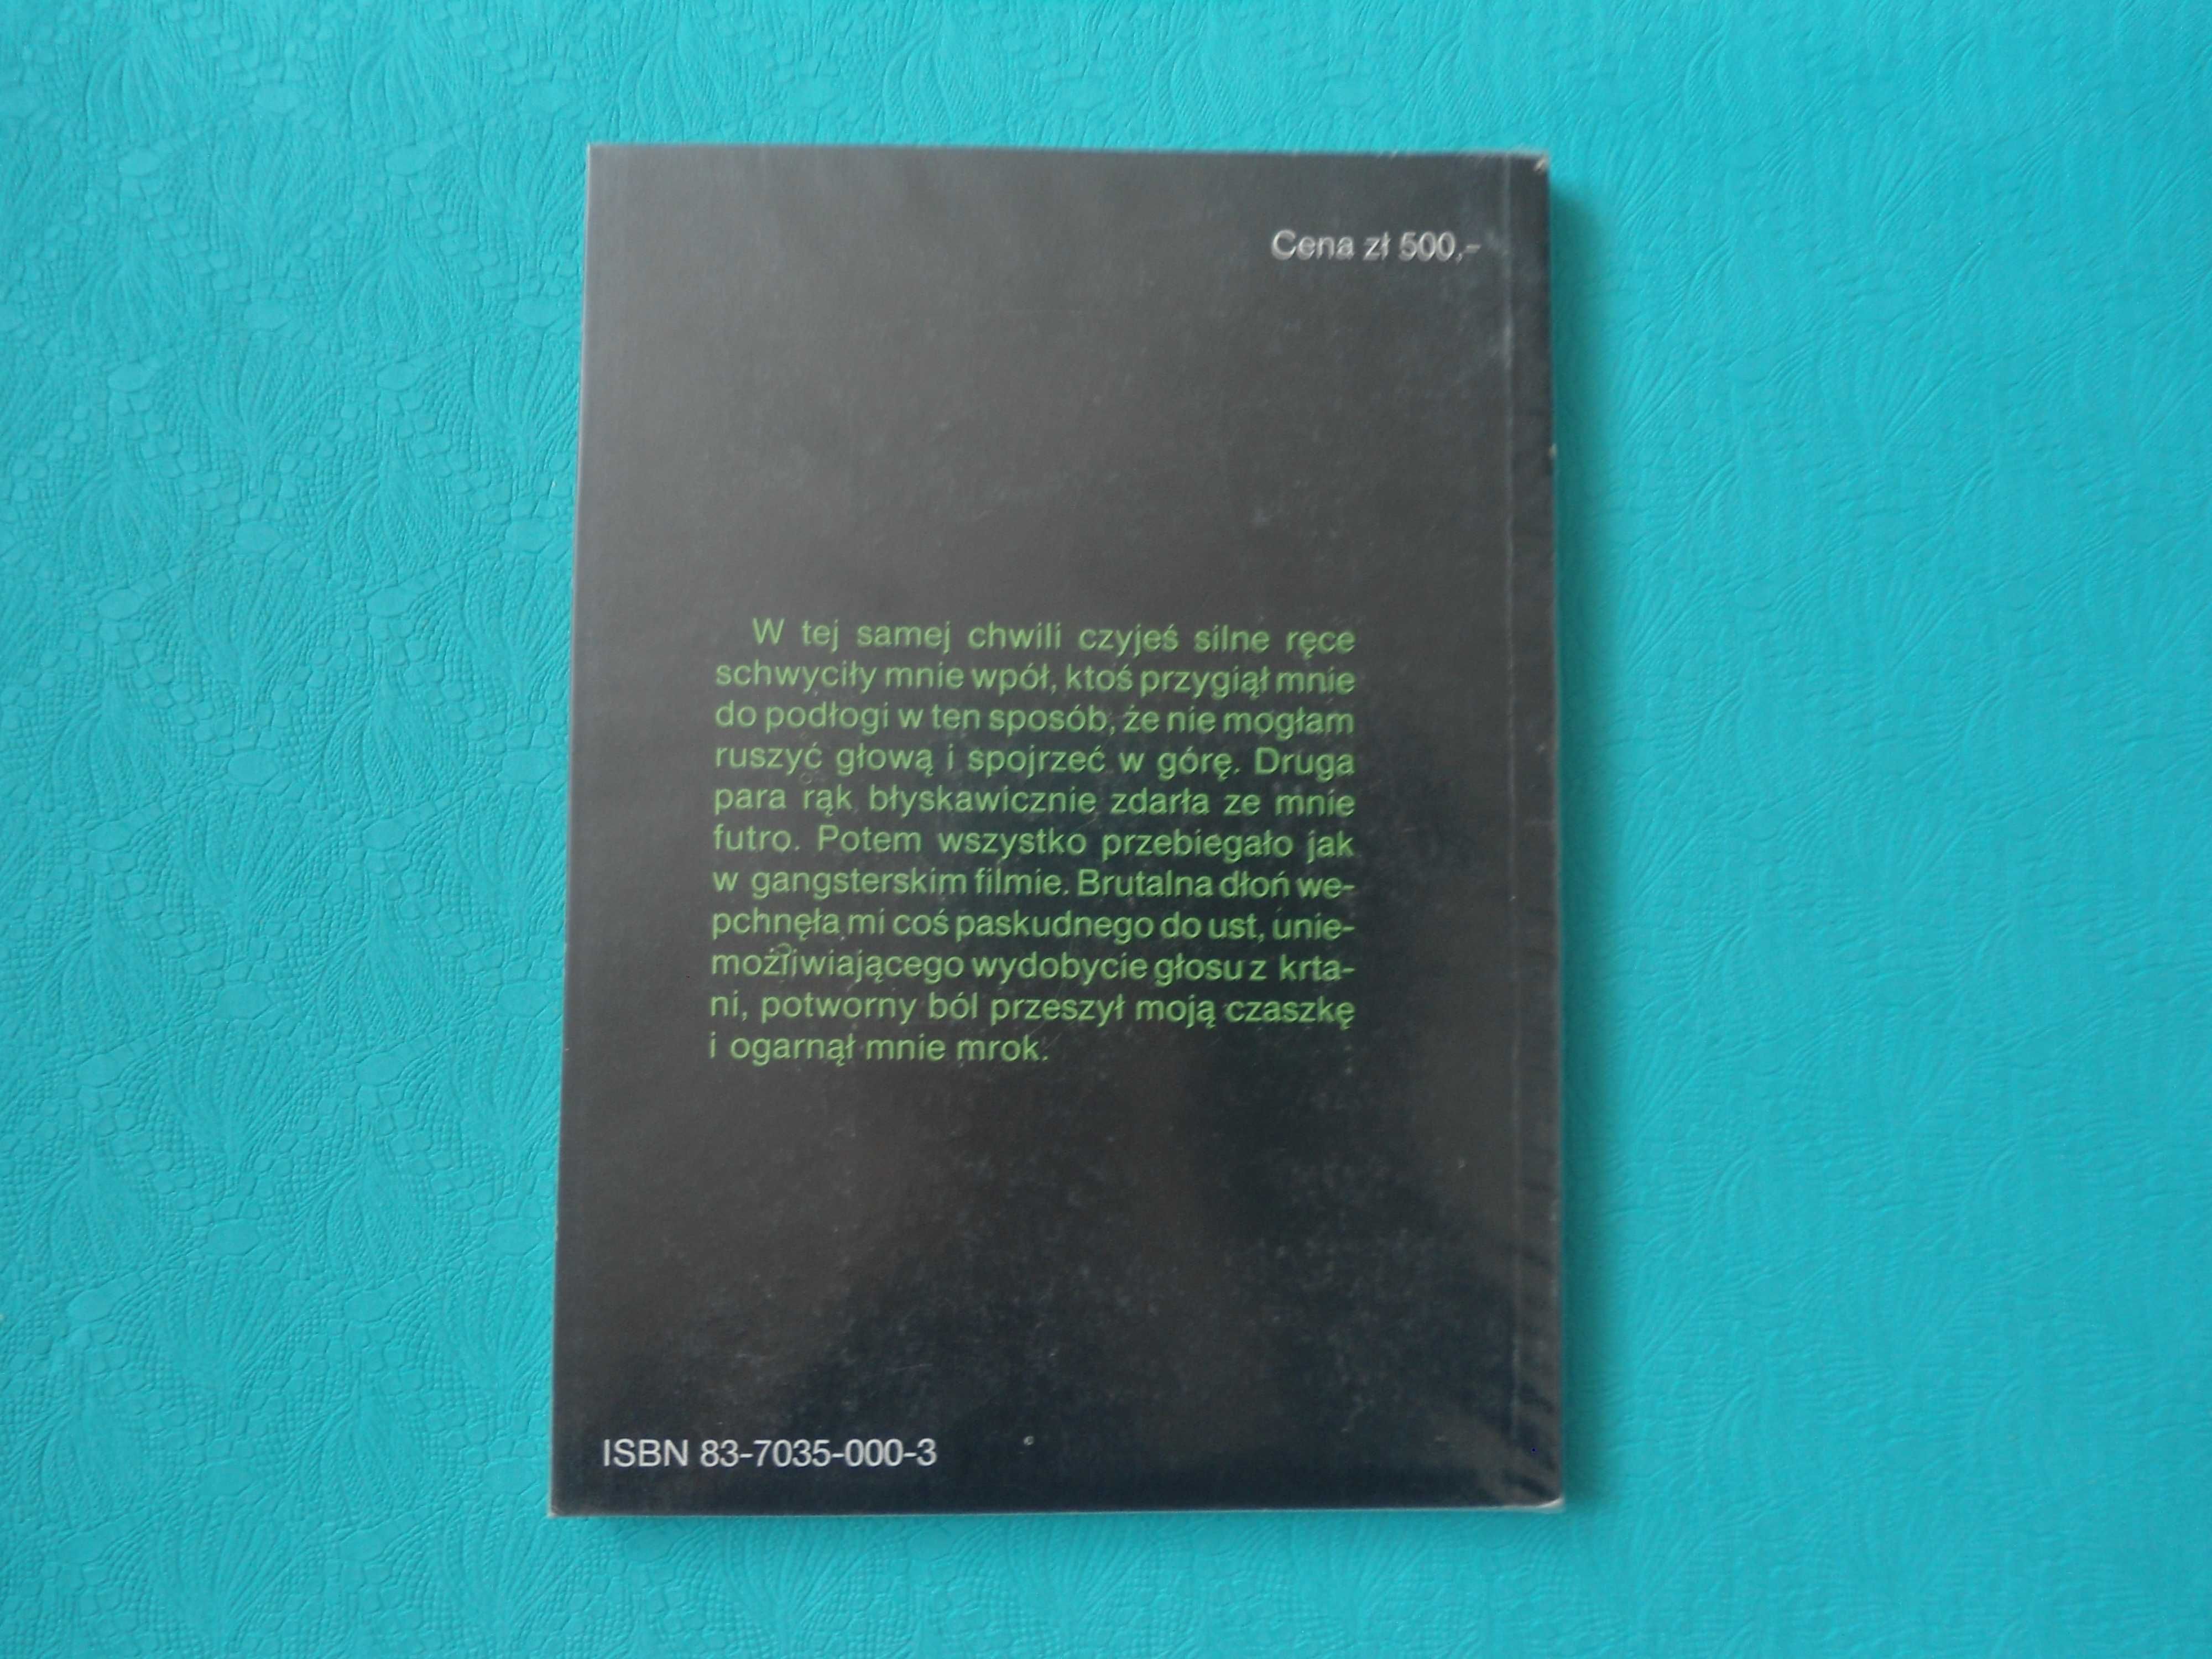 Cena zł 500,-
W tej samej chwili czyjeś silne ręce
schwyciły mnie wpół, ktoś przygiął mnie
do podłogi w ten sposób, że nie mogłam
ruszyć głową i spojrzeć w górę. Druga
para rąk błyskawicznie zdarła ze mnie
futro. Potem wszystko przebiegało jak
w gangsterskim filmie. Brutalna dłoń we-
pchnęła mi coś paskudnego do ust, unie-
możliwiającego wydobycie głosu z krta-
ni, potworny ból przeszył moją czaszkę
i ogarnął mnie mrok.
ISBN 83-7035-000-3